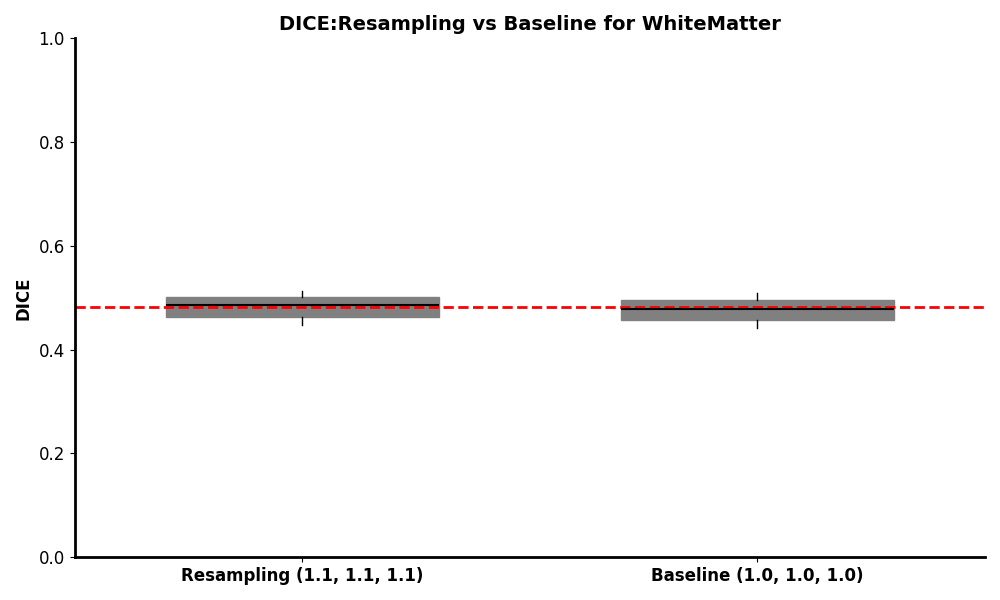 DICE:Resampling vs Baseline for WhiteMatter
1.0
0.8
0.6
0.4
0.2
0.0
DICE
Resampling (1.1, 1.1, 1.1)
Baseline (1.0, 1.0, 1.0)